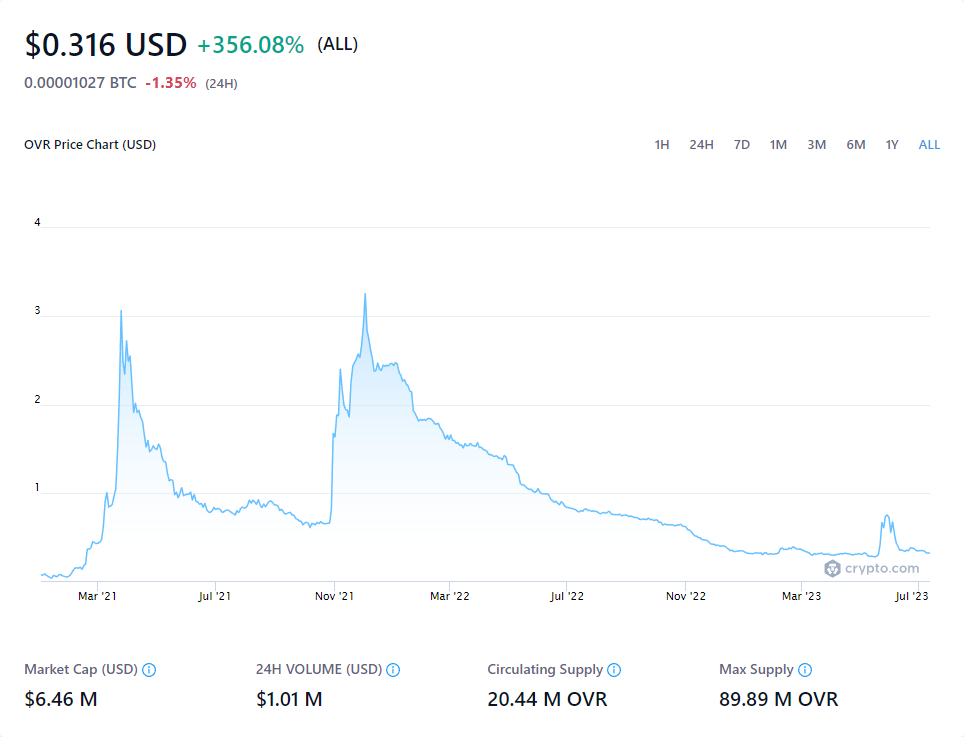 $0.316 USD +356.08% (ALL)
0.00001027 BTC -1.35% (24H)
OVR Price Chart (USD) 1H 24H 7D 1M 3M 6M 1Y ALL
4
3
2
1
crypto.com
Mar '21 Jul '21 Nov '21 Mar '22 Jul '22 Nov '22 Mar '23 Jul '23
Market Cap (USD) 24H VOLUME (USD) Circulating Supply Max Supply
$6.46 M $1.01 M 20.44 M OVR 89.89 M OVR